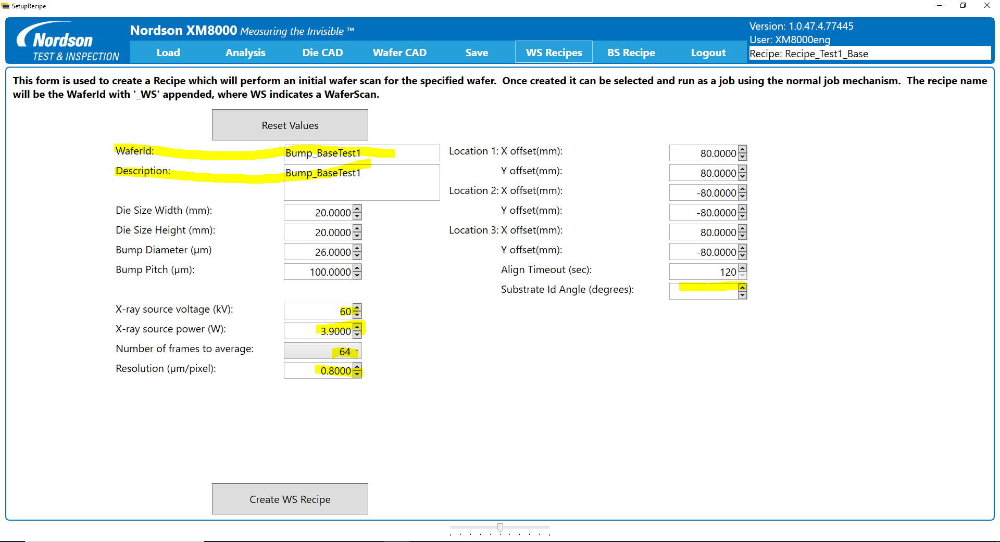 SetupRecipe
Nordson
TEST & INSPECTION
Nordson XM8000 Measuring the Invisible ™
Load Analysis Die CAD Wafer CAD Save WS Recipes BS Recipe Logout
Version: 1.0.47.4.77445
User: XM8000eng
Recipe: Recipe_Test1_Base
This form is used to create a Recipe which will perform an initial wafer scan for the specified wafer. Once created it can be selected and run as a job using the normal job mechanism. The recipe name
will be the WaferId with '_WS' appended, where WS indicates a WaferScan.
Reset Values
WaferId: Bump_BaseTest1
Description: Bump_BaseTest1
Die Size Width (mm): 20.0000
Die Size Height (mm): 20.0000
Bump Diameter (µm) 26.0000
Bump Pitch (µm): 100.0000
X-ray source voltage (kV): 60
X-ray source power (W): 3.9000
Number of frames to average: 64
Resolution (µm/pixel): 0.8000
Location 1: X offset(mm): 80.0000
Y offset(mm): 80.0000
Location 2: X offset(mm): -80.0000
Y offset(mm): -80.0000
Location 3: X offset(mm): 80.0000
Y offset(mm): -80.0000
Align Timeout (sec): 120
Substrate Id Angle (degrees):
Create WS Recipe